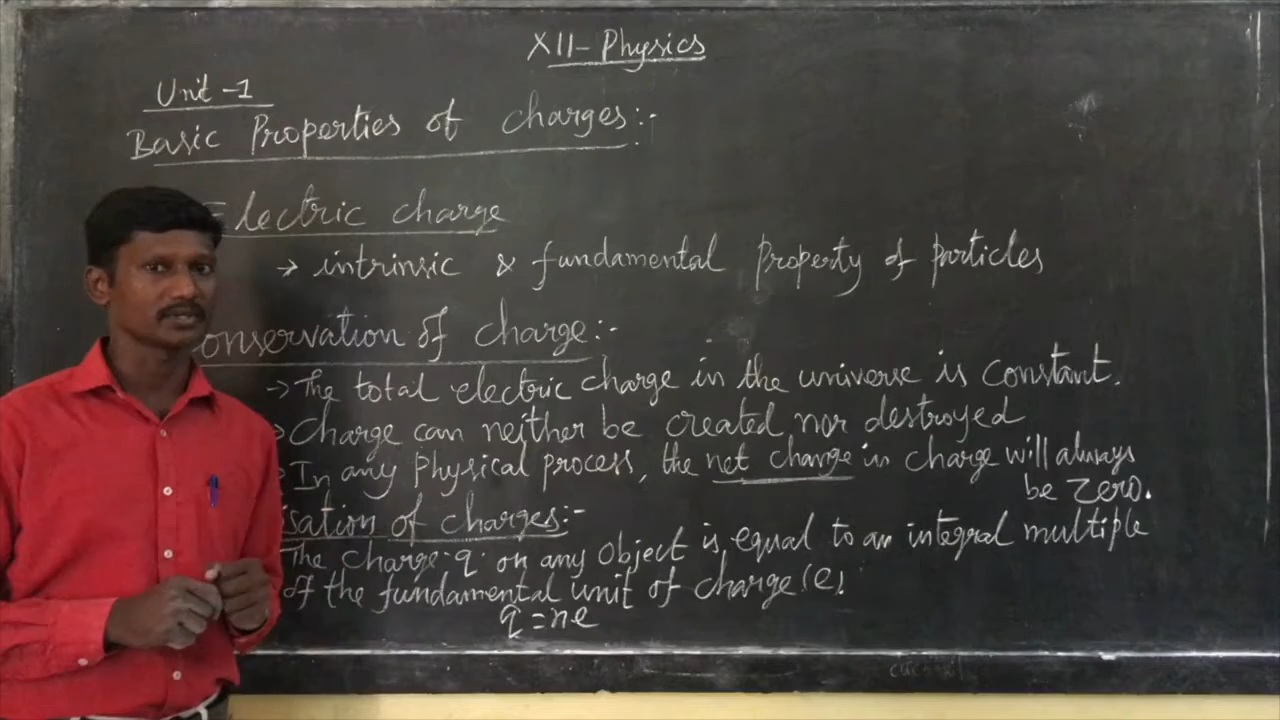 XII - Physics
Unit - 1
Basic Properties of charges :-
Electric charge
→ intrinsic & fundamental property of particles
onservation of charge :-
→ The total electric charge in the universe is constant.
→ Charge can neither be created nor destroyed
→ In any physical process, the net change in charge will always
be zero.
isation of charges :-
The charge 'q' on any object is equal to an integral multiple
of the fundamental unit of charge (e).
q = ne